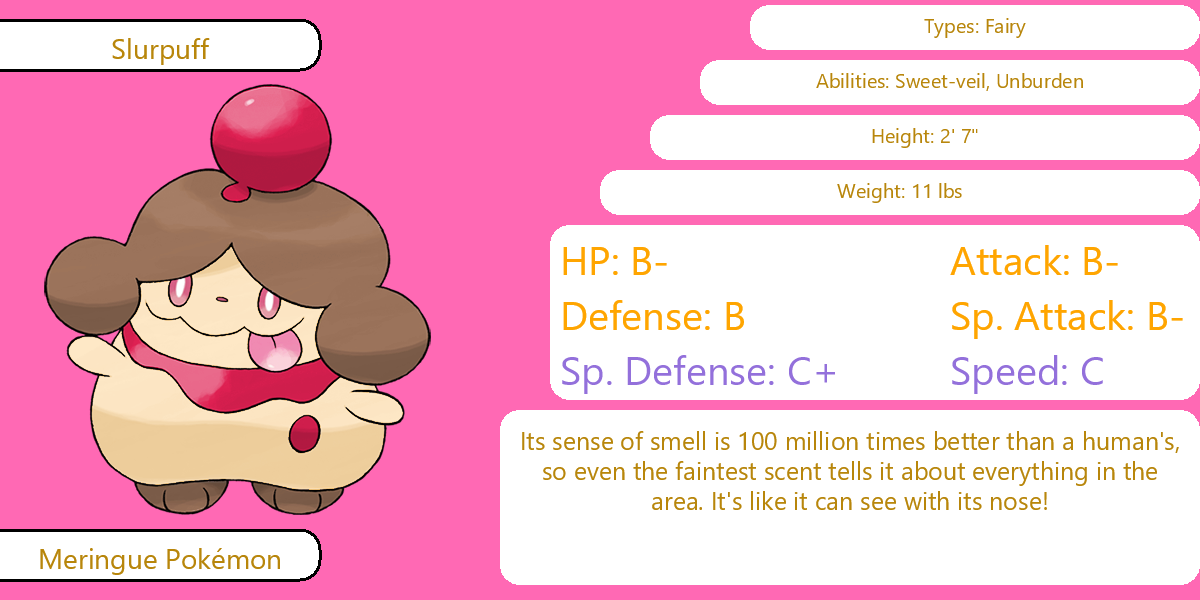 Slurpuff
Types: Fairy
Abilities: Sweet-veil, Unburden
Height: 2' 7"
Weight: 11 lbs
HP: B-
Attack: B-
Defense: B
Sp. Attack: B-
Sp. Defense: C+
Speed: C
Its sense of smell is 100 million times better than a human's,
so even the faintest scent tells it about everything in the
area. It's like it can see with its nose!
Meringue Pokémon